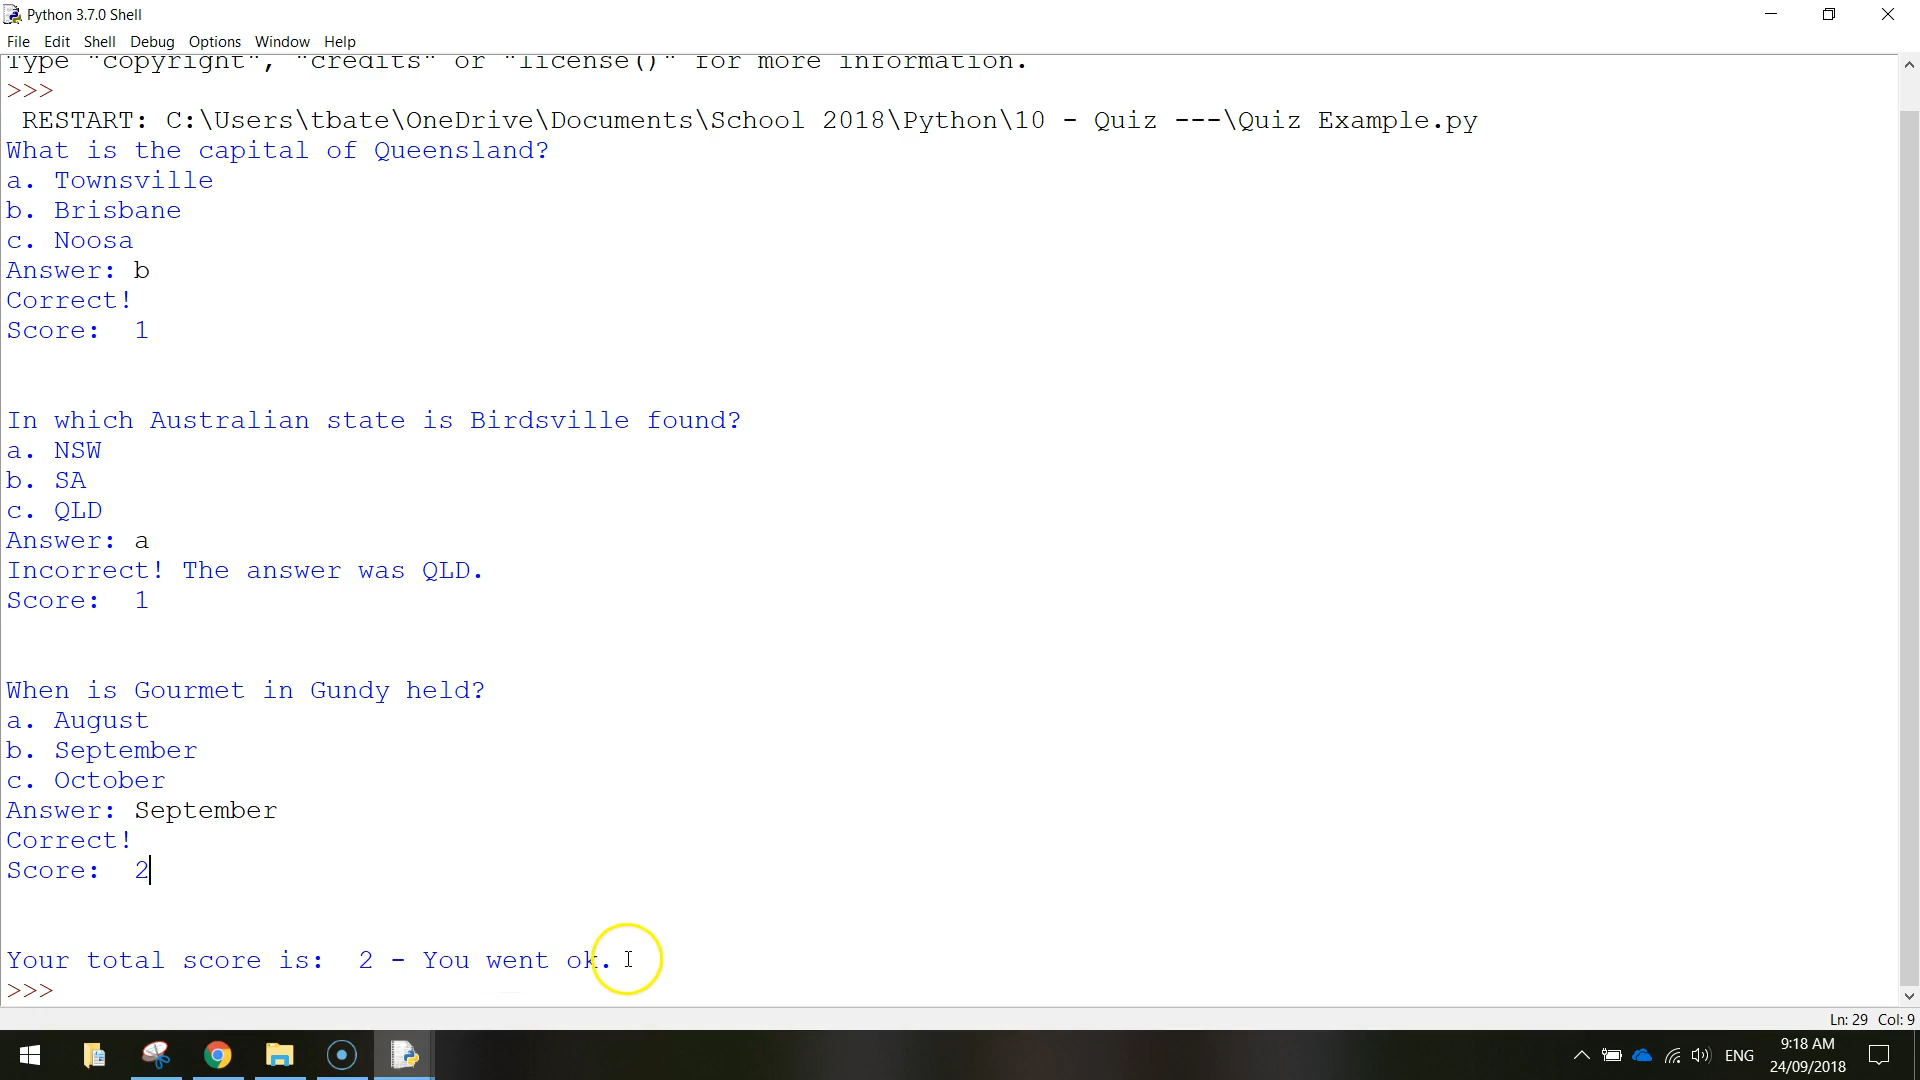 Python 3.7.0 Shell
File Edit Shell Debug Options Window Help
Type "copyright", "credits" or "license()" for more information.
>>>
 RESTART: C:\Users\tbate\OneDrive\Documents\School 2018\Python\10 - Quiz ---\Quiz Example.py
What is the capital of Queensland?
a. Townsville
b. Brisbane
c. Noosa
Answer: b
Correct!
Score:  1
In which Australian state is Birdsville found?
a. NSW
b. SA
c. QLD
Answer: a
Incorrect! The answer was QLD.
Score:  1
When is Gourmet in Gundy held?
a. August
b. September
c. October
Answer: September
Correct!
Score:  2
Your total score is:  2 - You went ok.
>>>
Ln: 29 Col: 9
ENG
9:18 AM
24/09/2018